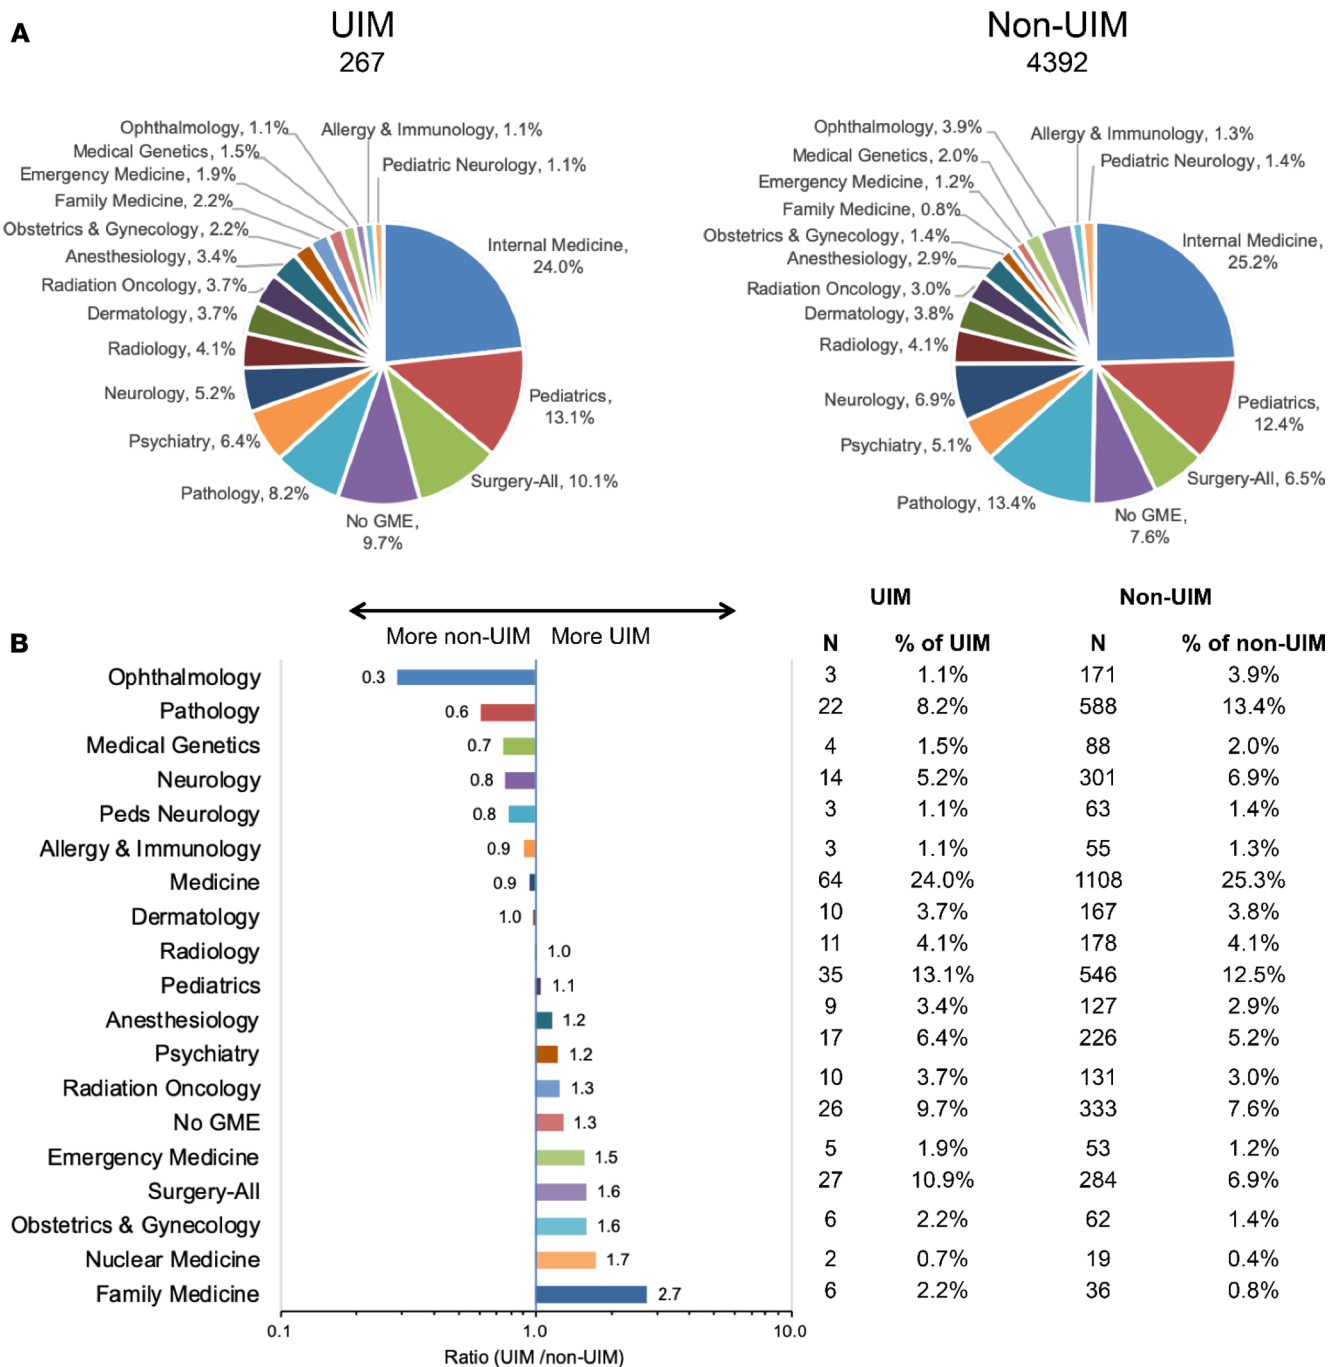 A
UIM
267
Ophthalmology, 1.1%
Medical Genetics, 1.5%
Emergency Medicine, 1.9%
Family Medicine, 2.2%
Obstetrics & Gynecology, 2.2%
Anesthesiology, 3.4%
Radiation Oncology, 3.7%
Dermatology, 3.7%
Radiology, 4.1%
Neurology, 5.2%
Psychiatry, 6.4%
Pathology, 8.2%
No GME,
9.7%
Surgery-All, 10.1%
Pediatrics,
13.1%
Internal Medicine,
24.0%
Pediatric Neurology, 1.1%
Allergy & Immunology, 1.1%
Non-UIM
4392
Ophthalmology, 3.9%
Medical Genetics, 2.0%
Emergency Medicine, 1.2%
Family Medicine, 0.8%
Obstetrics & Gynecology, 1.4%
Anesthesiology, 2.9%
Radiation Oncology, 3.0%
Dermatology, 3.8%
Radiology, 4.1%
Neurology, 6.9%
Psychiatry, 5.1%
Pathology, 13.4%
No GME,
7.6%
Surgery-All, 6.5%
Pediatrics,
12.4%
Internal Medicine,
25.2%
Pediatric Neurology, 1.4%
Allergy & Immunology, 1.3%
B
More non-UIM More UIM
UIM Non-UIM
N % of UIM N % of non-UIM
Ophthalmology 0.3 3 1.1% 171 3.9%
Pathology 0.6 22 8.2% 588 13.4%
Medical Genetics 0.7 4 1.5% 88 2.0%
Neurology 0.8 14 5.2% 301 6.9%
Peds Neurology 0.8 3 1.1% 63 1.4%
Allergy & Immunology 0.9 3 1.1% 55 1.3%
Medicine 0.9 64 24.0% 1108 25.3%
Dermatology 1.0 10 3.7% 167 3.8%
Radiology 1.0 11 4.1% 178 4.1%
Pediatrics 1.1 35 13.1% 546 12.5%
Anesthesiology 1.2 9 3.4% 127 2.9%
Psychiatry 1.2 17 6.4% 226 5.2%
Radiation Oncology 1.3 10 3.7% 131 3.0%
No GME 1.3 26 9.7% 333 7.6%
Emergency Medicine 1.5 5 1.9% 53 1.2%
Surgery-All 1.6 27 10.9% 284 6.9%
Obstetrics & Gynecology 1.6 6 2.2% 62 1.4%
Nuclear Medicine 1.7 2 0.7% 19 0.4%
Family Medicine 2.7 6 2.2% 36 0.8%
0.1 1.0 10.0
Ratio (UIM /non-UIM)